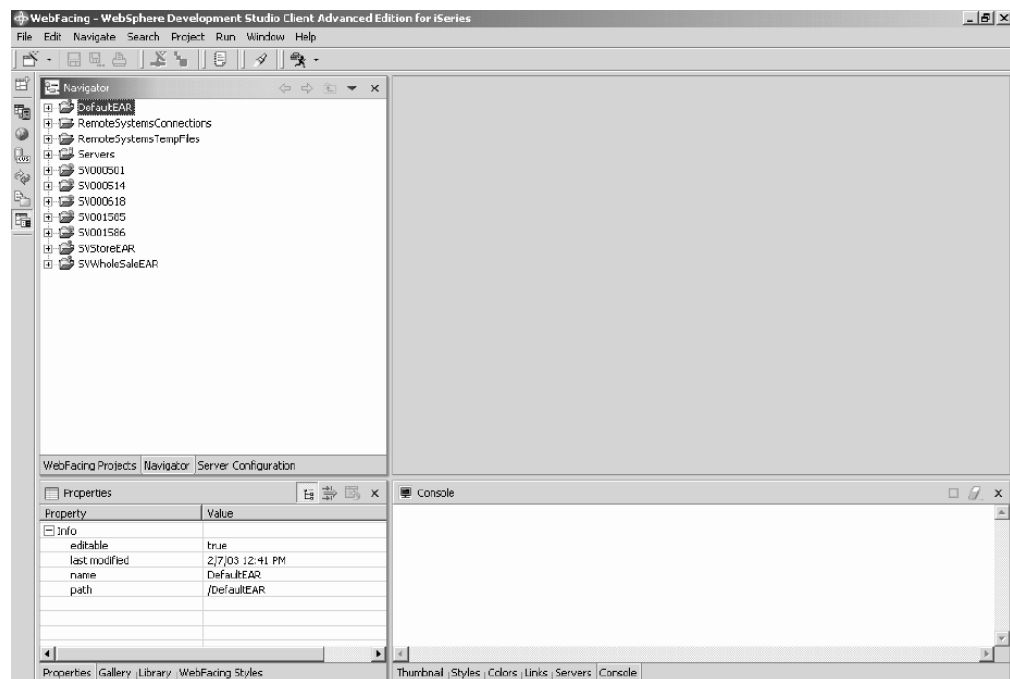 WebFacing - WebSphere Development Studio Client Advanced Edition for iSeries
File Edit Navigate Search Project Run Window Help
Navigator
DefaultEAR
RemoteSystemsConnections
RemoteSystemsTempFiles
Servers
SV000501
SV000514
SV000618
SV001585
SV001586
SVStoreEAR
SVWholeSaleEAR
WebFacing Projects Navigator Server Configuration
Properties
Property Value
Info
editable true
last modified 2/7/03 12:41 PM
name DefaultEAR
path /DefaultEAR
Properties Gallery Library WebFacing Styles
Console
Thumbnail Styles Colors Links Servers Console